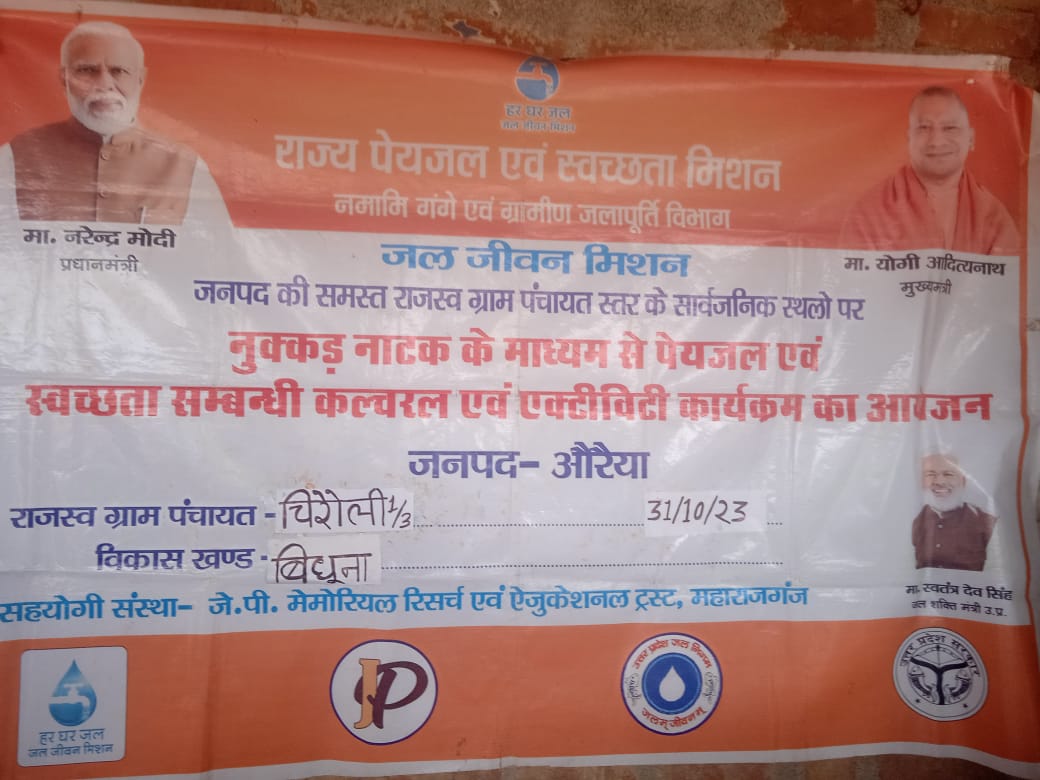 हर घर जल
जल जीवन मिशन
राज्य पेयजल एवं स्वच्छता मिशन
नमामि गंगे एवं ग्रामीण जलापूर्ति विभाग
मा. नरेन्द्र मोदी
प्रधानमंत्री
मा. योगी आदित्यनाथ
मुख्यमंत्री
जल जीवन मिशन
जनपद की समस्त राजस्व ग्राम पंचायत स्तर के सार्वजनिक स्थलो पर
नुक्कड़ नाटक के माध्यम से पेयजल एवं
स्वच्छता सम्बन्धी कल्चरल एवं एक्टीविटी कार्यक्रम का आयोजन
जनपद- औरैया
राजस्व ग्राम पंचायत - चिरोली 1/3 31/10/23
विकास खण्ड - बिधूना
मा. स्वतंत्र देव सिंह
जल शक्ति मंत्री उ.प्र.
सहयोगी संस्था- जे.पी. मेमोरियल रिसर्च एवं ऐजुकेशनल ट्रस्ट, महाराजगंज
हर घर जल
जल जीवन मिशन
JP
उत्तर प्रदेश जल निगम
जलम् जीवनम्
उत्तर प्रदेश सरकार